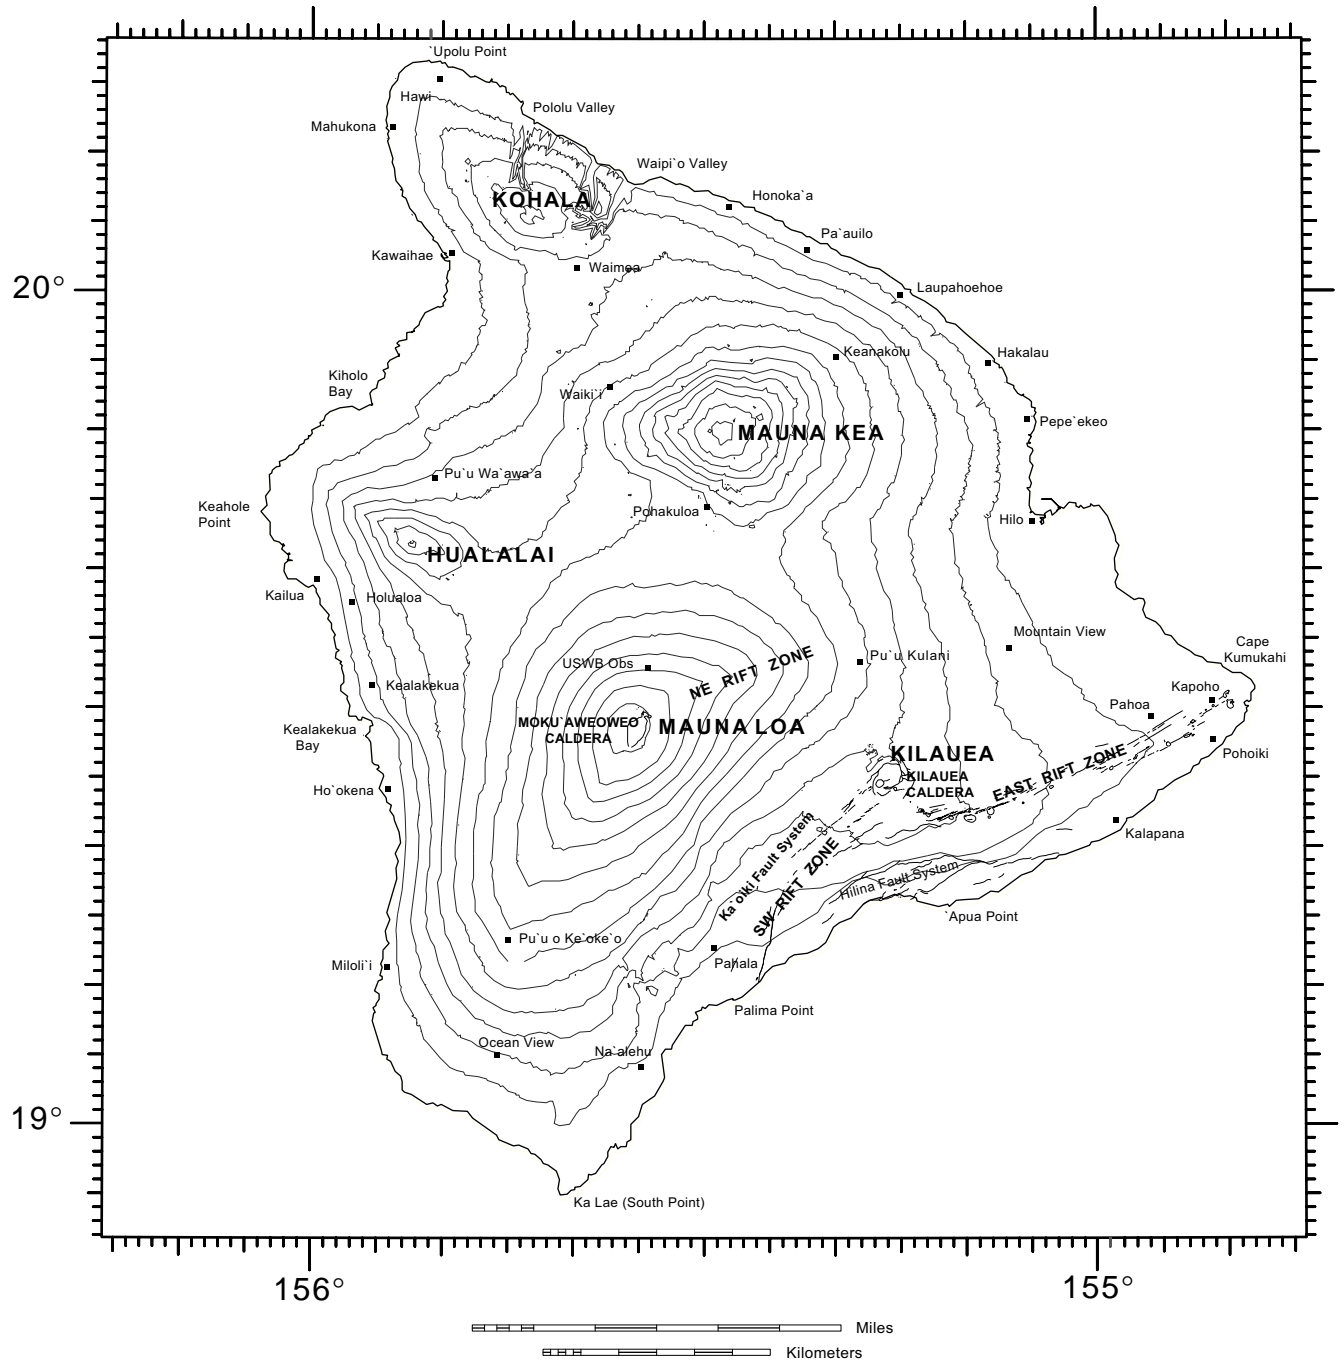 `Upolu Point
Hawi
Pololu Valley
Mahukona
Waipi`o Valley
KOHALA
Honoka`a
Pa`auilo
Kawaihae
Waimea
20°
Laupahoehoe
Keanakolu
Hakalau
Kiholo
Bay
Waiki`i
Pepe`ekeo
MAUNA KEA
Pu`u Wa`awa`a
Keahole
Point
Pohakuloa
Hilo
HUALALAI
Kailua
Holualoa
Mountain View
Cape
Kumukahi
USWB Obs
NE RIFT ZONE
Pu`u Kulani
Kealakekua
Kapoho
Pahoa
Kealakekua
Bay
MOKU`AWEOWEO
CALDERA
MAUNA LOA
KILAUEA
KILAUEA
CALDERA
EAST RIFT ZONE
Pohoiki
Ho`okena
Kalapana
Ka`oiki Fault System
SW RIFT ZONE
Hilina Fault System
`Apua Point
Pu`u o Ke`oke`o
Miloli`i
Pahala
Palima Point
Ocean View
Na`alehu
19°
Ka Lae (South Point)
156°
155°
Miles
Kilometers